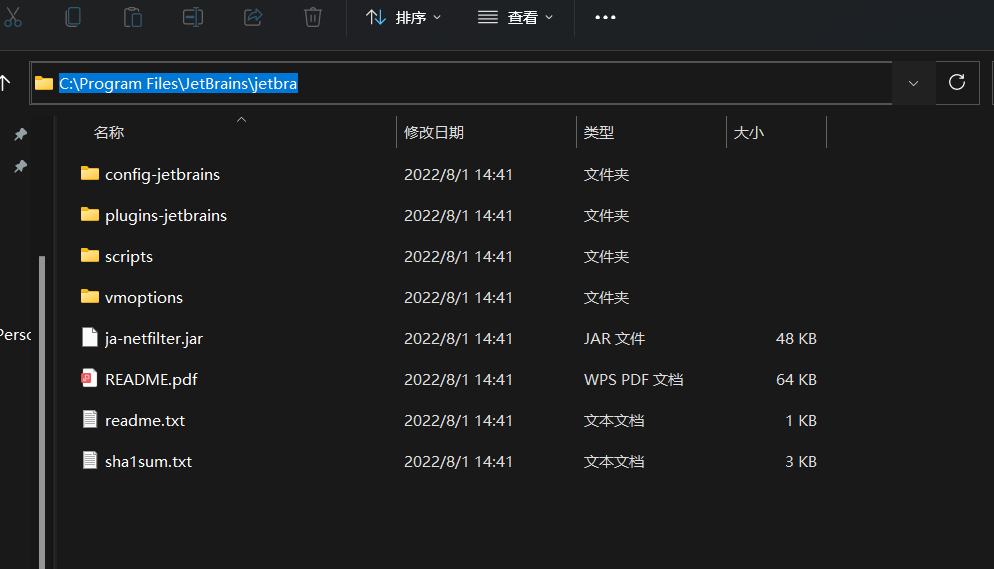 排序 查看
C:\Program Files\JetBrains\jetbra
名称 修改日期 类型 大小
config-jetbrains 2022/8/1 14:41 文件夹
plugins-jetbrains 2022/8/1 14:41 文件夹
scripts 2022/8/1 14:41 文件夹
vmoptions 2022/8/1 14:41 文件夹
Perso ja-netfilter.jar 2022/8/1 14:41 JAR 文件 48 KB
README.pdf 2022/8/1 14:41 WPS PDF 文档 64 KB
readme.txt 2022/8/1 14:41 文本文档 1 KB
sha1sum.txt 2022/8/1 14:41 文本文档 3 KB